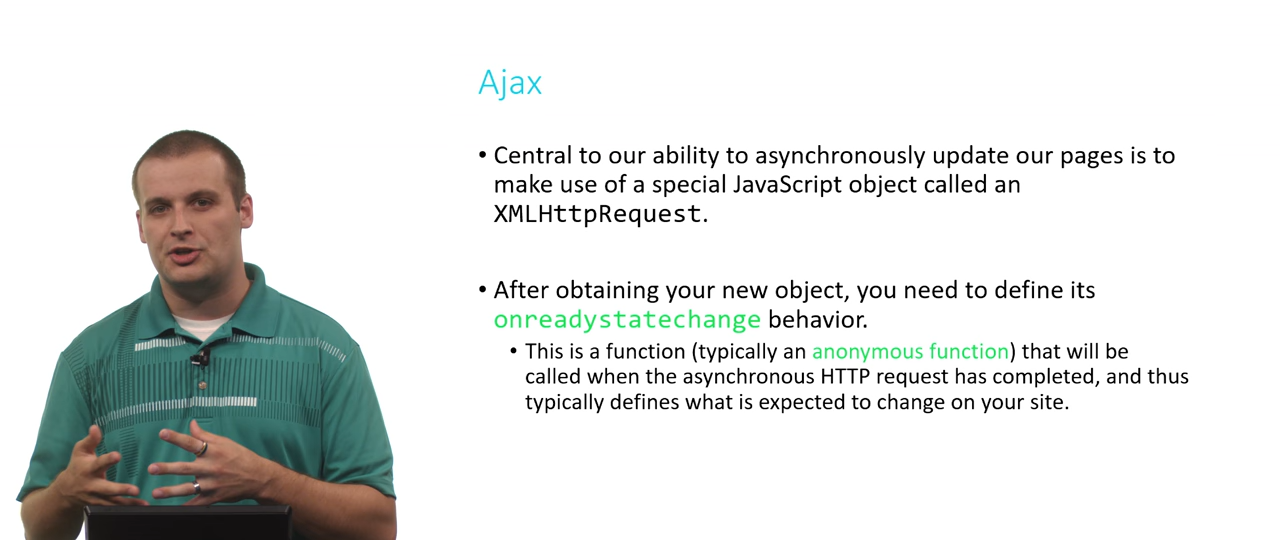 Ajax
• Central to our ability to asynchronously update our pages is to
make use of a special JavaScript object called an
XMLHttpRequest.
• After obtaining your new object, you need to define its
onreadystatechange behavior.
• This is a function (typically an anonymous function) that will be
called when the asynchronous HTTP request has completed, and thus
typically defines what is expected to change on your site.